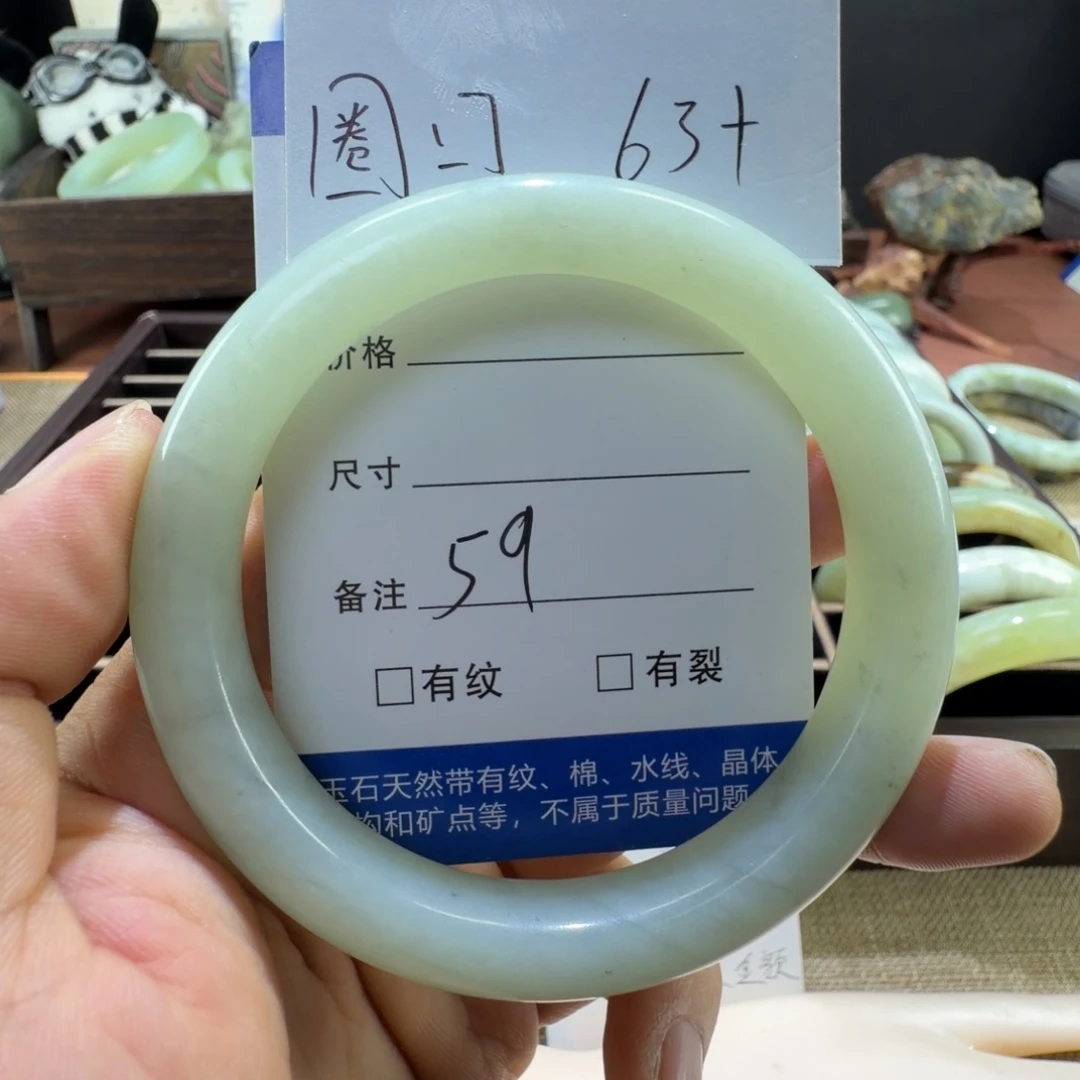 圈口 63+
价格
尺寸
备注 59
□有纹 □有裂
玉石天然带有纹、棉、水线、晶体
构和矿点等，不属于质量问题
金额